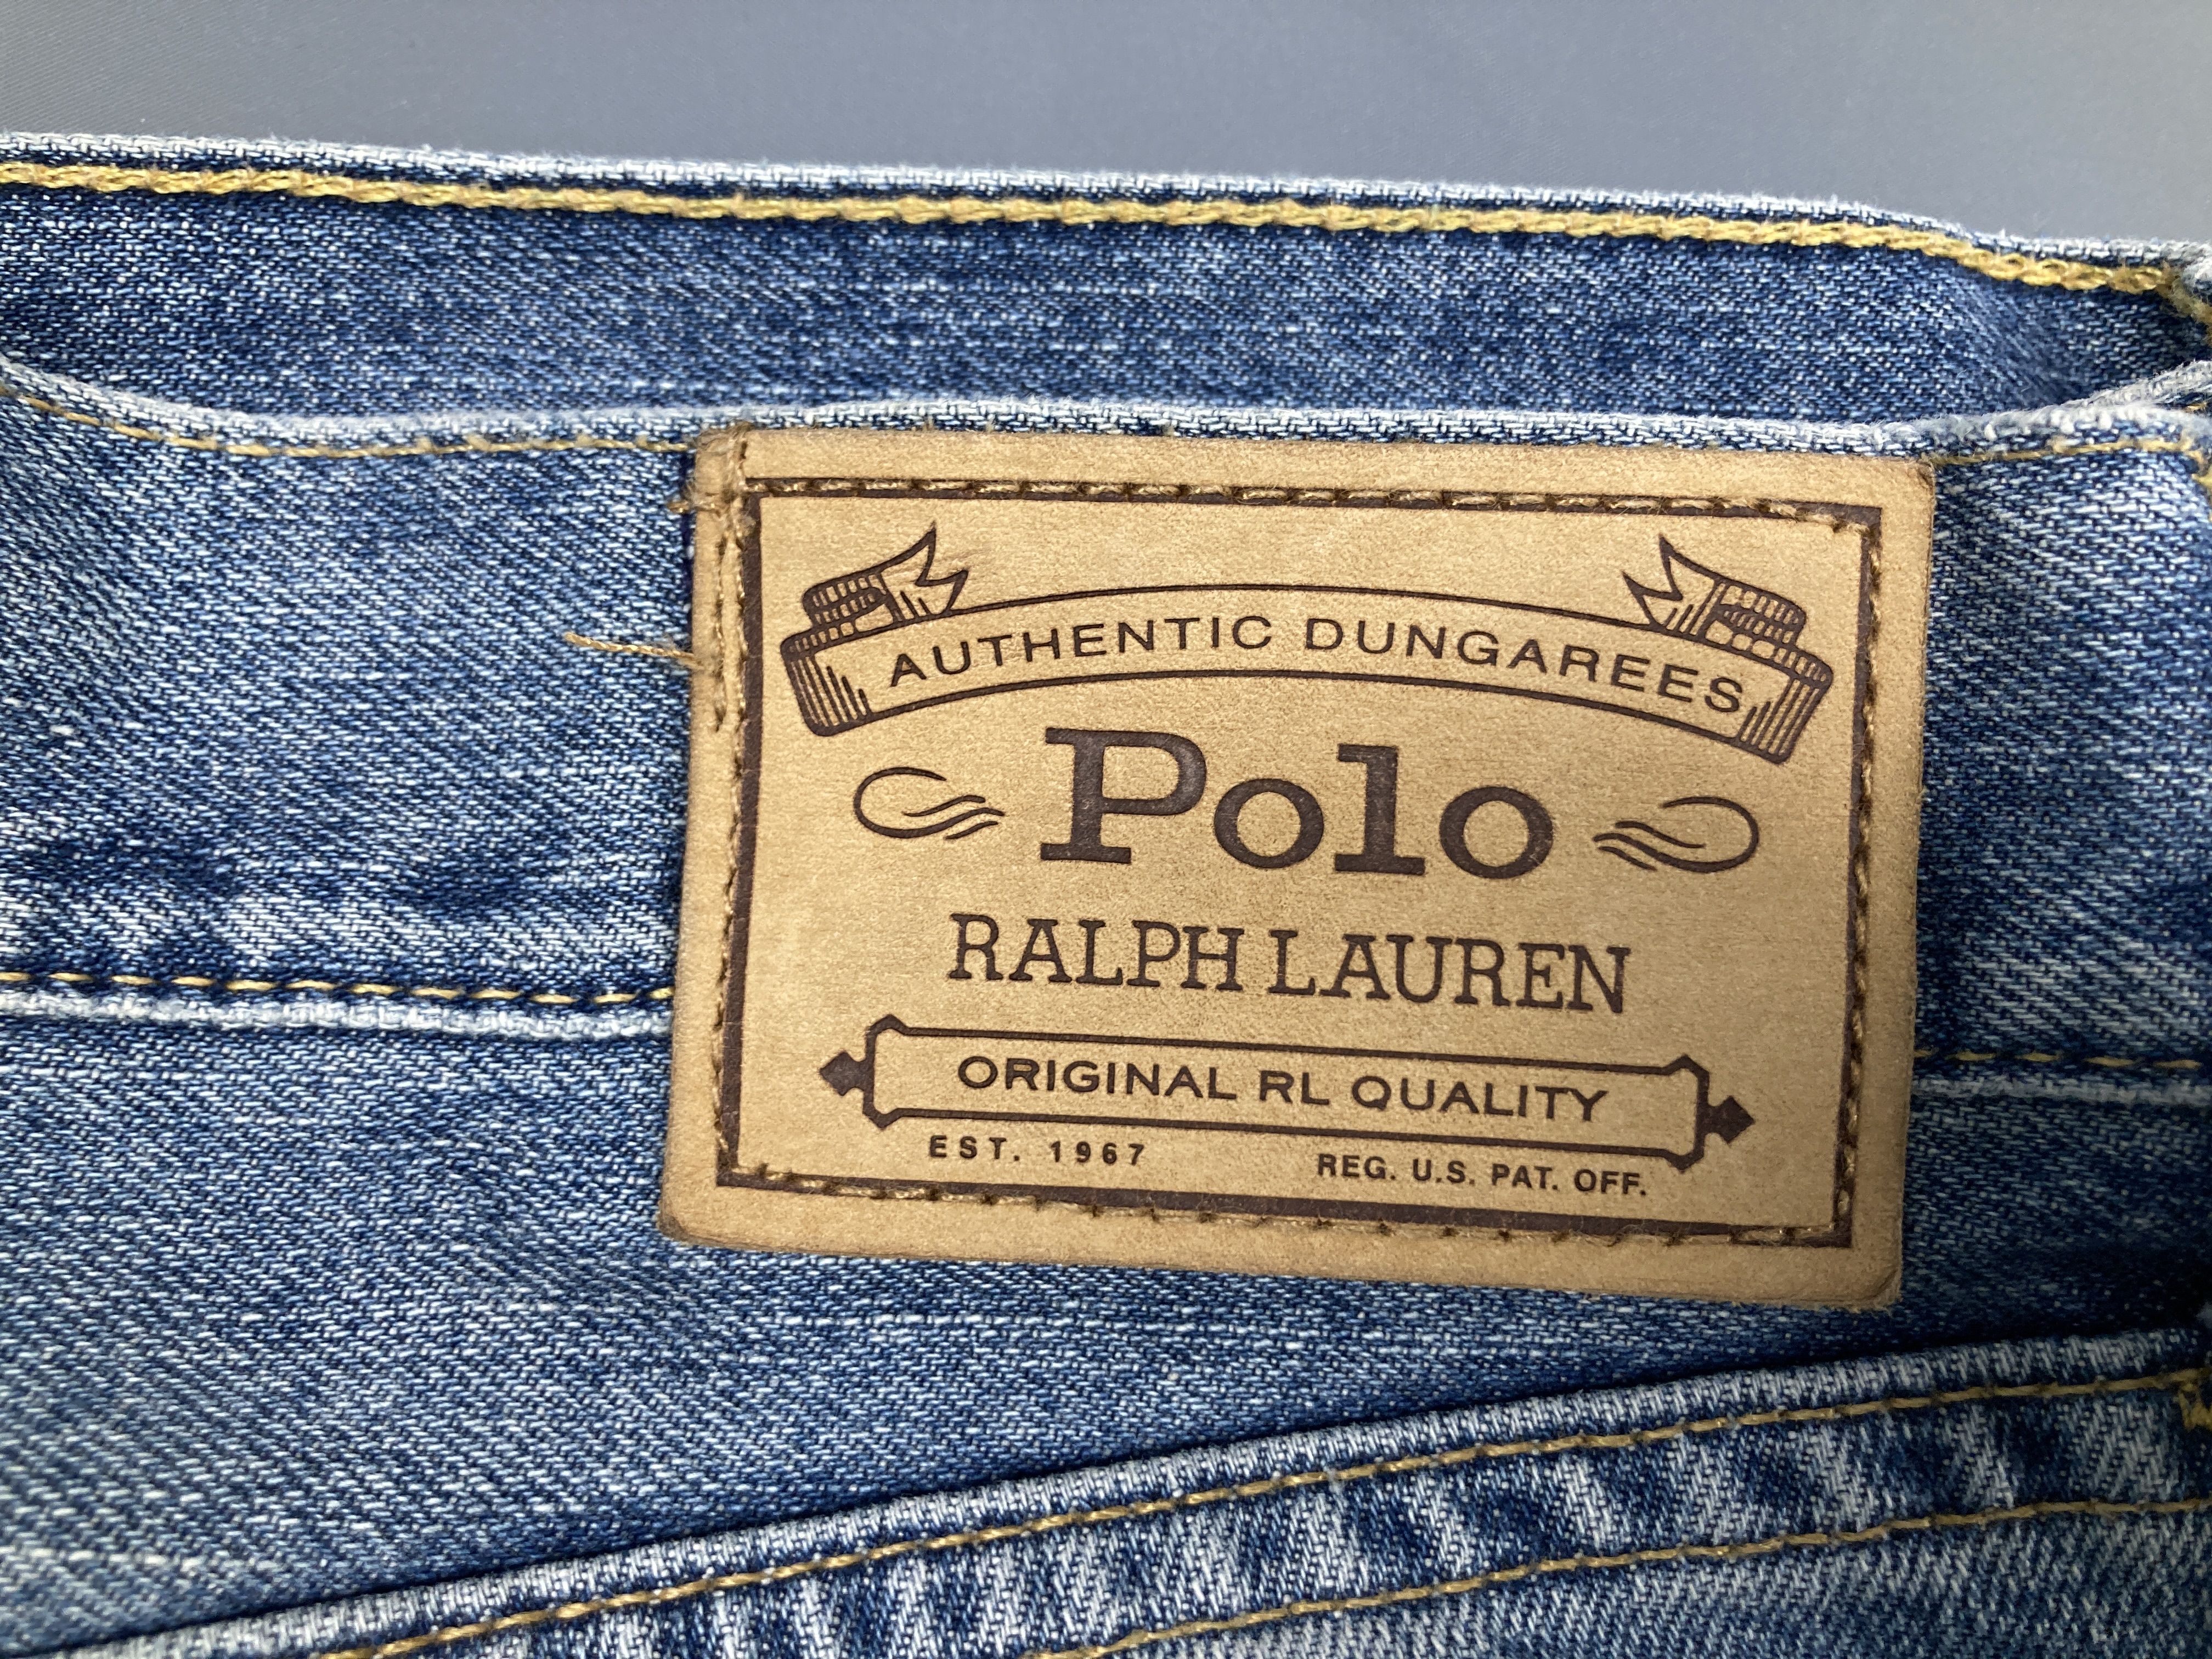 AUTHENTIC DUNGAREES
Polo
RALPH LAUREN
ORIGINAL RL QUALITY
EST. 1967 REG. U.S. PAT. OFF.